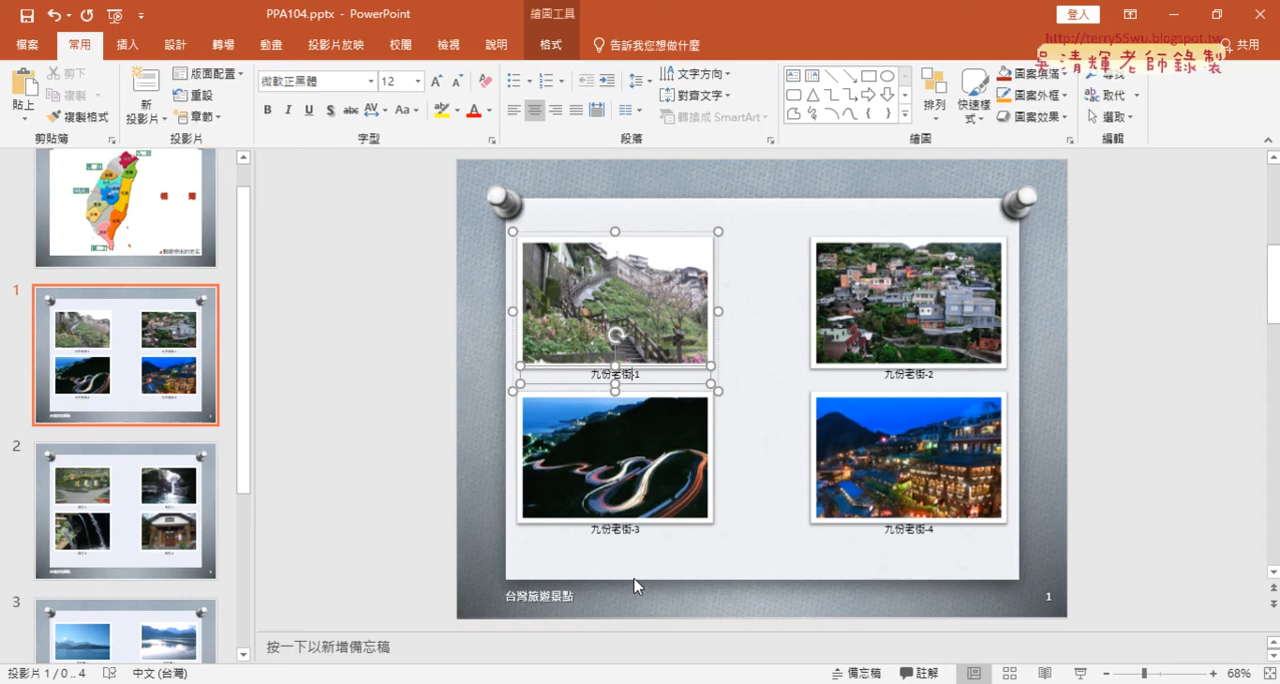 PPA104.pptx - PowerPoint
繪圖工具
登入
檔案
常用
插入
設計
轉場
動畫
投影片放映
校閱
檢視
說明
格式
告訴我您想做什麼
共用
http://terry55wu.blogspot.tw
吳清輝老師錄製
貼上
剪下
複製
複製格式
剪貼簿
新
投影片
版面配置
重設
章節
投影片
微軟正黑體
12
B I U S abc AV Aa A
字型
文字方向
對齊文字
轉換成 SmartArt
段落
排列
快速樣式
圖案填滿
圖案外框
圖案效果
繪圖
尋找
取代
選取
編輯
1
2
3
九份老街-1
九份老街-2
九份老街-3
九份老街-4
台灣旅遊景點
1
按一下以新增備忘稿
投影片 1 / 0 .. 4
中文 (台灣)
備忘稿
註解
68%